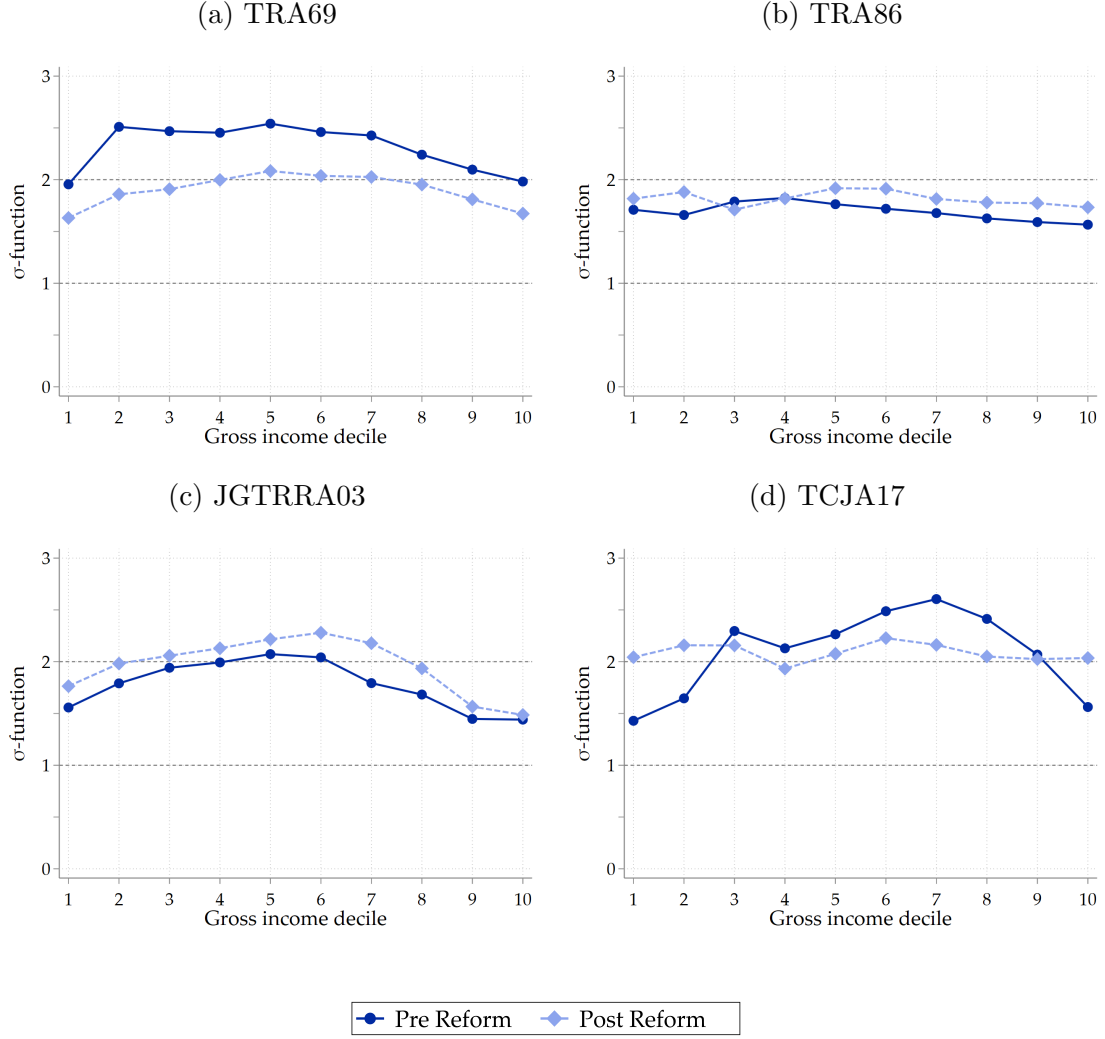 (a) TRA69
3
2
1
0
σ-function
1 2 3 4 5 6 7 8 9 10
Gross income decile
(b) TRA86
3
2
1
0
σ-function
1 2 3 4 5 6 7 8 9 10
Gross income decile
(c) JGTRRA03
3
2
1
0
σ-function
1 2 3 4 5 6 7 8 9 10
Gross income decile
(d) TCJA17
3
2
1
0
σ-function
1 2 3 4 5 6 7 8 9 10
Gross income decile
Pre Reform Post Reform